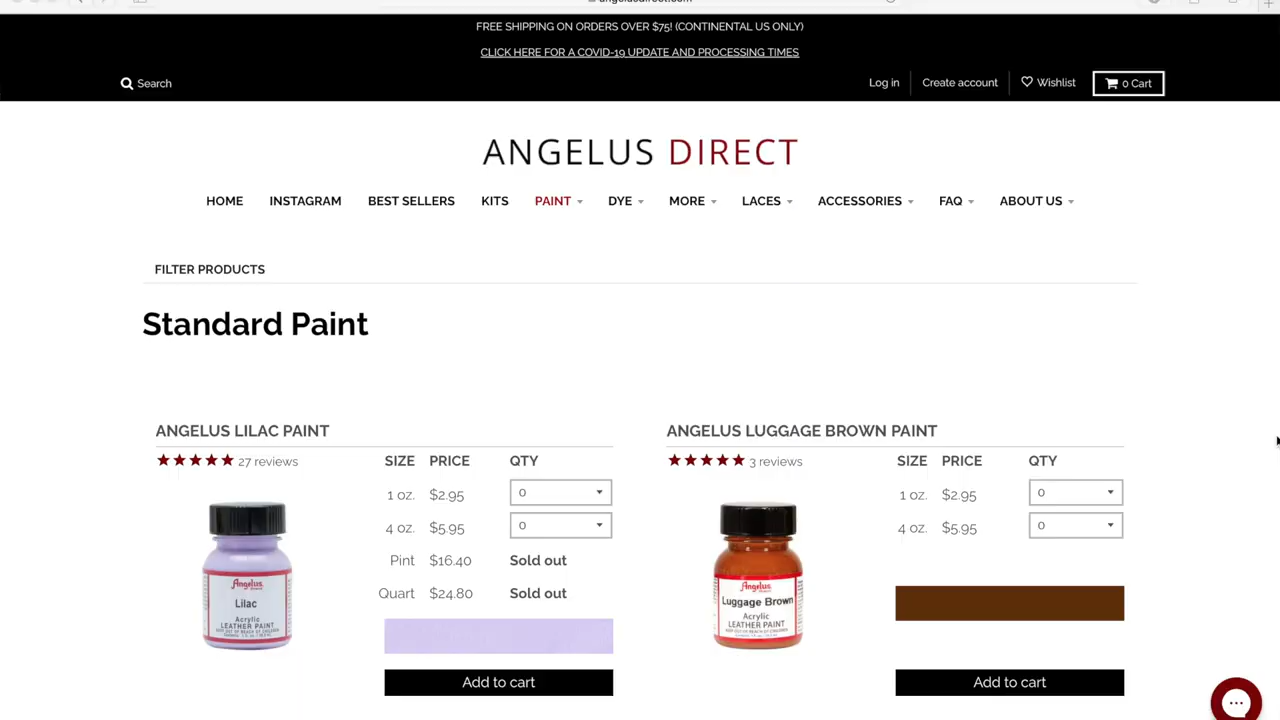 FREE SHIPPING ON ORDERS OVER $75! (CONTINENTAL US ONLY)
CLICK HERE FOR A COVID-19 UPDATE AND PROCESSING TIMES
Search
Log in
Create account
Wishlist
0 Cart
ANGELUS DIRECT
HOME
INSTAGRAM
BEST SELLERS
KITS
PAINT
DYE
MORE
LACES
ACCESSORIES
FAQ
ABOUT US
FILTER PRODUCTS
Standard Paint
ANGELUS LILAC PAINT
27 reviews
SIZE PRICE QTY
1 oz. $2.95 0
4 oz. $5.95 0
Pint $16.40 Sold out
Quart $24.80 Sold out
Angelus
Lilac
Acrylic
LEATHER PAINT
Add to cart
ANGELUS LUGGAGE BROWN PAINT
3 reviews
SIZE PRICE QTY
1 oz. $2.95 0
4 oz. $5.95 0
Angelus
Luggage Brown
Acrylic
LEATHER PAINT
Add to cart